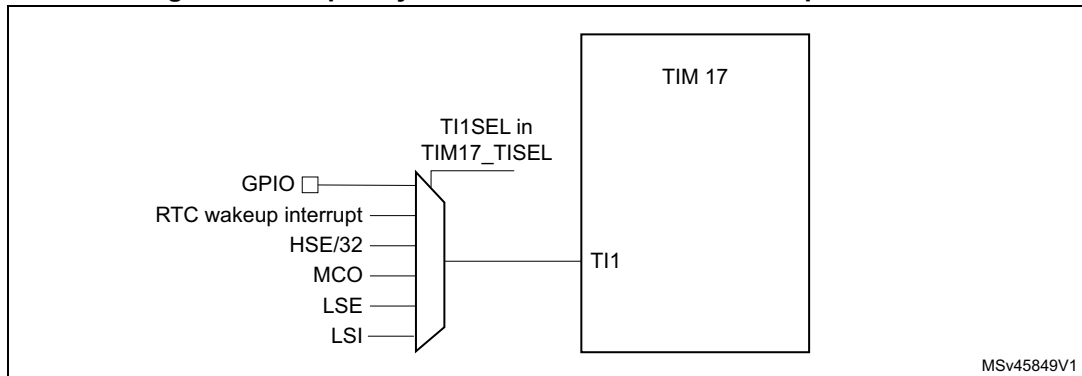 TIM 17
TI1SEL in
TIM17_TISEL
GPIO
RTC wakeup interrupt
HSE/32
MCO
LSE
LSI
TI1
MSv45849V1